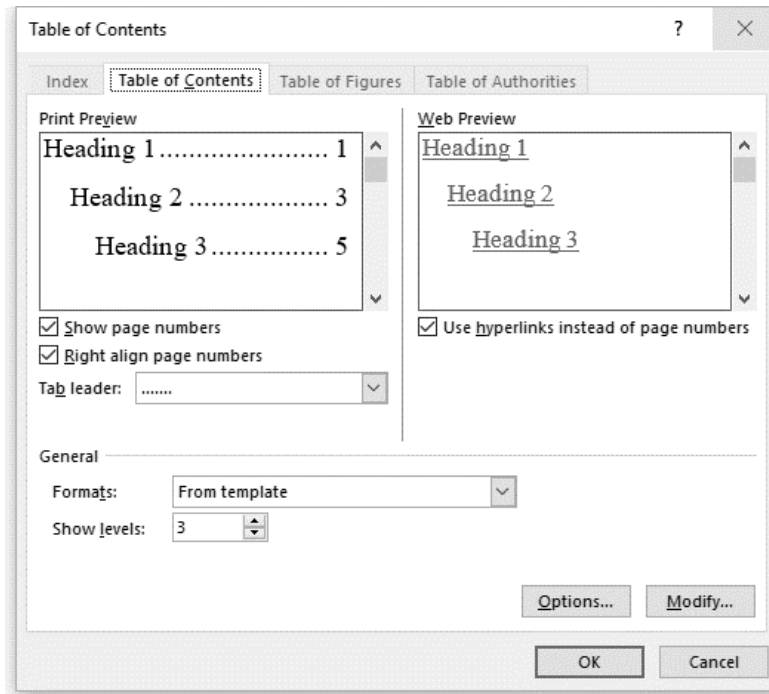 Table of Contents ?
Index Table of Contents Table of Figures Table of Authorities
Print Preview
Heading 1........................ 1
Heading 2 ................... 3
Heading 3................. 5
Web Preview
Heading 1
Heading 2
Heading 3
Show page numbers
Right align page numbers
Tab leader: .......
Use hyperlinks instead of page numbers
General
Formats: From template
Show levels: 3
Options... Modify...
OK Cancel